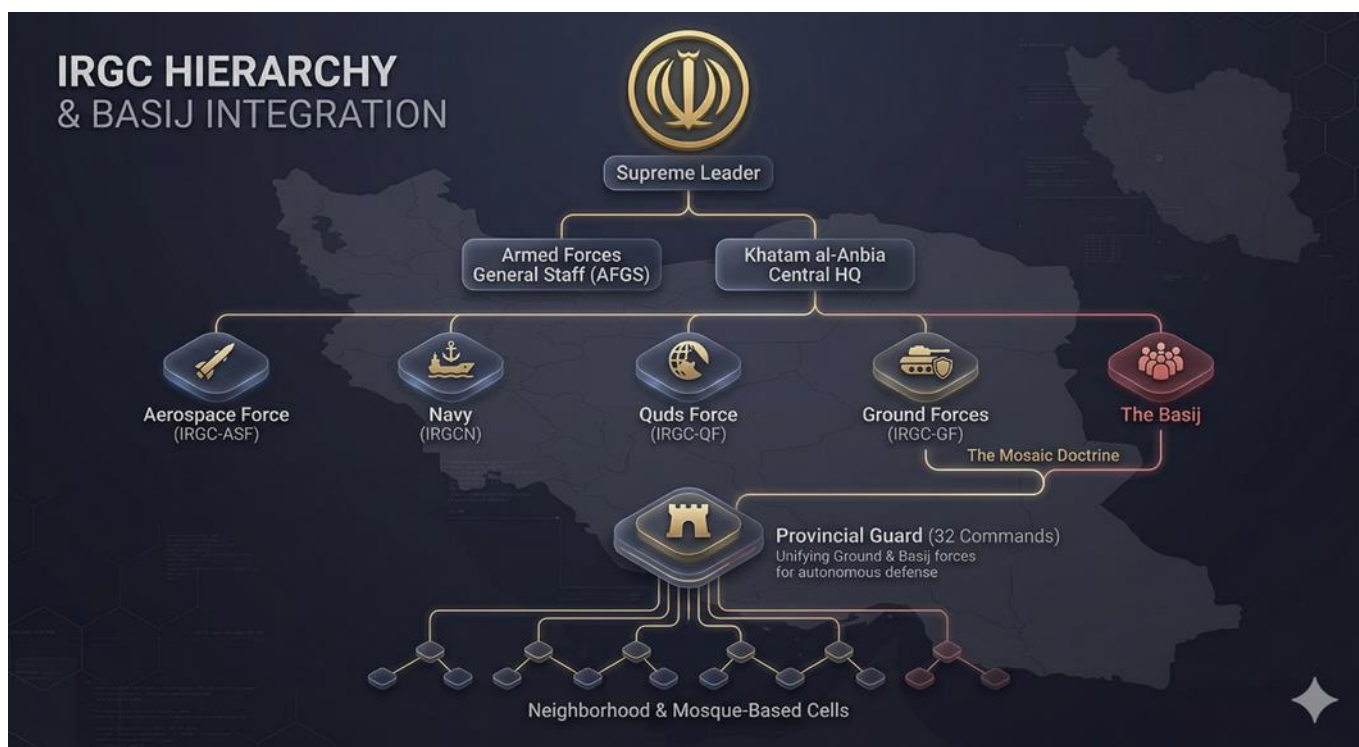 IRGC HIERARCHY
& BASIJ INTEGRATION
Supreme Leader
Armed Forces
General Staff (AFGS)
Khatam al-Anbia
Central HQ
Aerospace Force
(IRGC-ASF)
Navy
(IRGCN)
Quds Force
(IRGC-QF)
Ground Forces
(IRGC-GF)
The Basij
The Mosaic Doctrine
Provincial Guard (32 Commands)
Unifying Ground & Basij forces
for autonomous defense
Neighborhood & Mosque-Based Cells